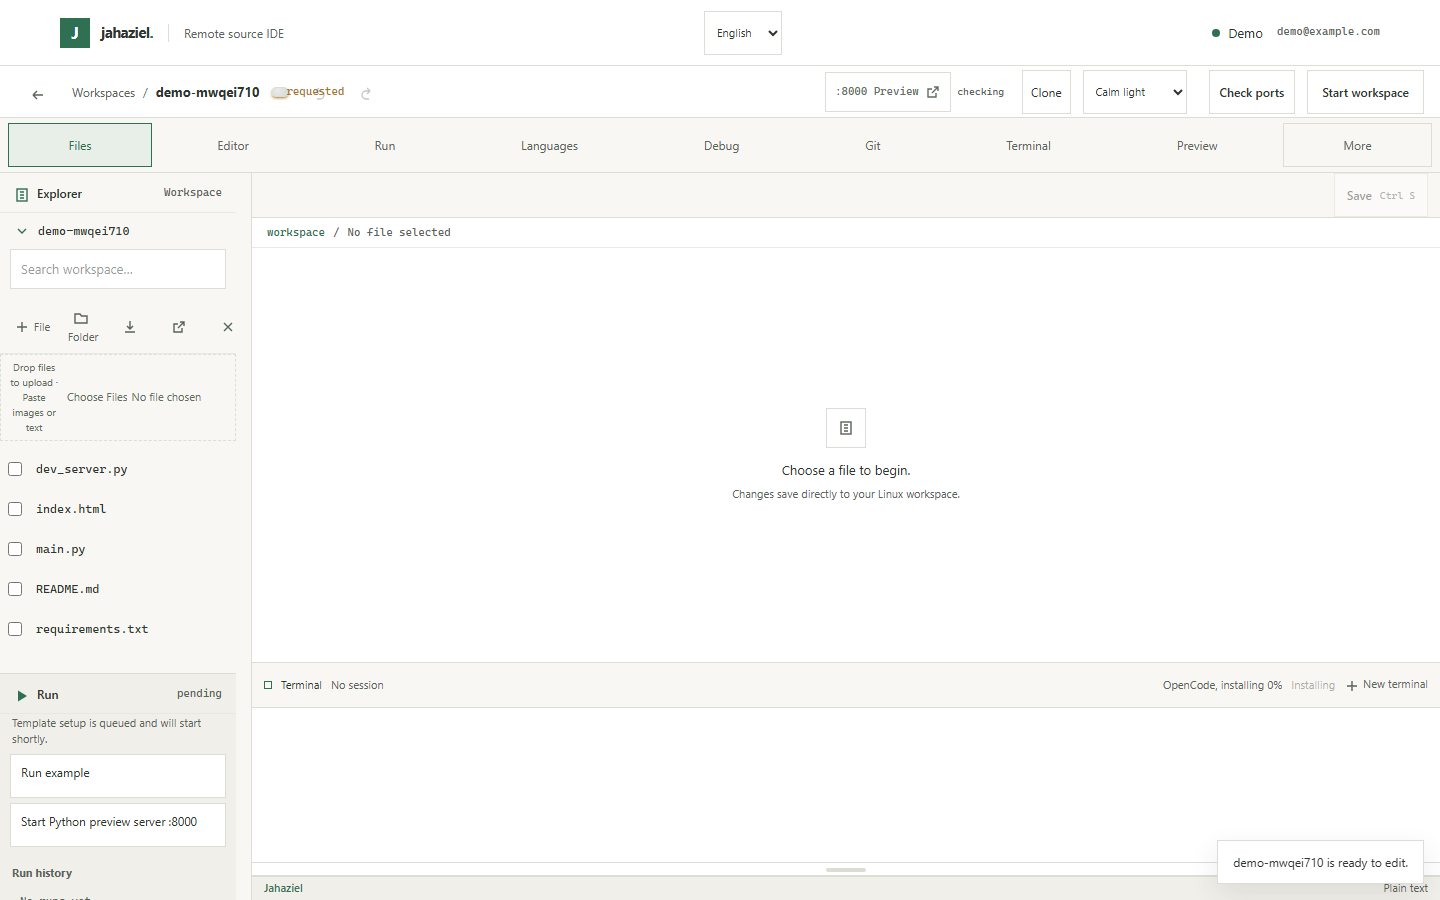 J jahaziel. Remote source IDE English Demo demo@example.com
Workspaces / demo-mwqei710 requested :8000 Preview checking Clone Calm light Check ports Start workspace
Files Editor Run Languages Debug Git Terminal Preview More
Explorer Workspace
Save Ctrl S
demo-mwqei710
workspace / No file selected
Search workspace...
+ File
Folder
Drop files
to upload ·
Paste
images or
text
Choose Files No file chosen
dev_server.py
index.html
main.py
README.md
requirements.txt
Choose a file to begin.
Changes save directly to your Linux workspace.
Run pending
Template setup is queued and will start
shortly.
Run example
Start Python preview server :8000
Run history
No runs yet
Terminal No session OpenCode, installing 0% Installing + New terminal
demo-mwqei710 is ready to edit.
Jahaziel Plain text